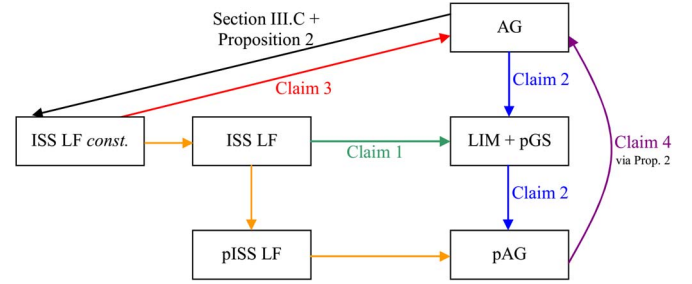 Section III.C +
Proposition 2
AG
Claim 3
Claim 2
ISS LF const.
ISS LF
Claim 1
LIM + pGS
Claim 4
via Prop. 2
Claim 2
pISS LF
pAG